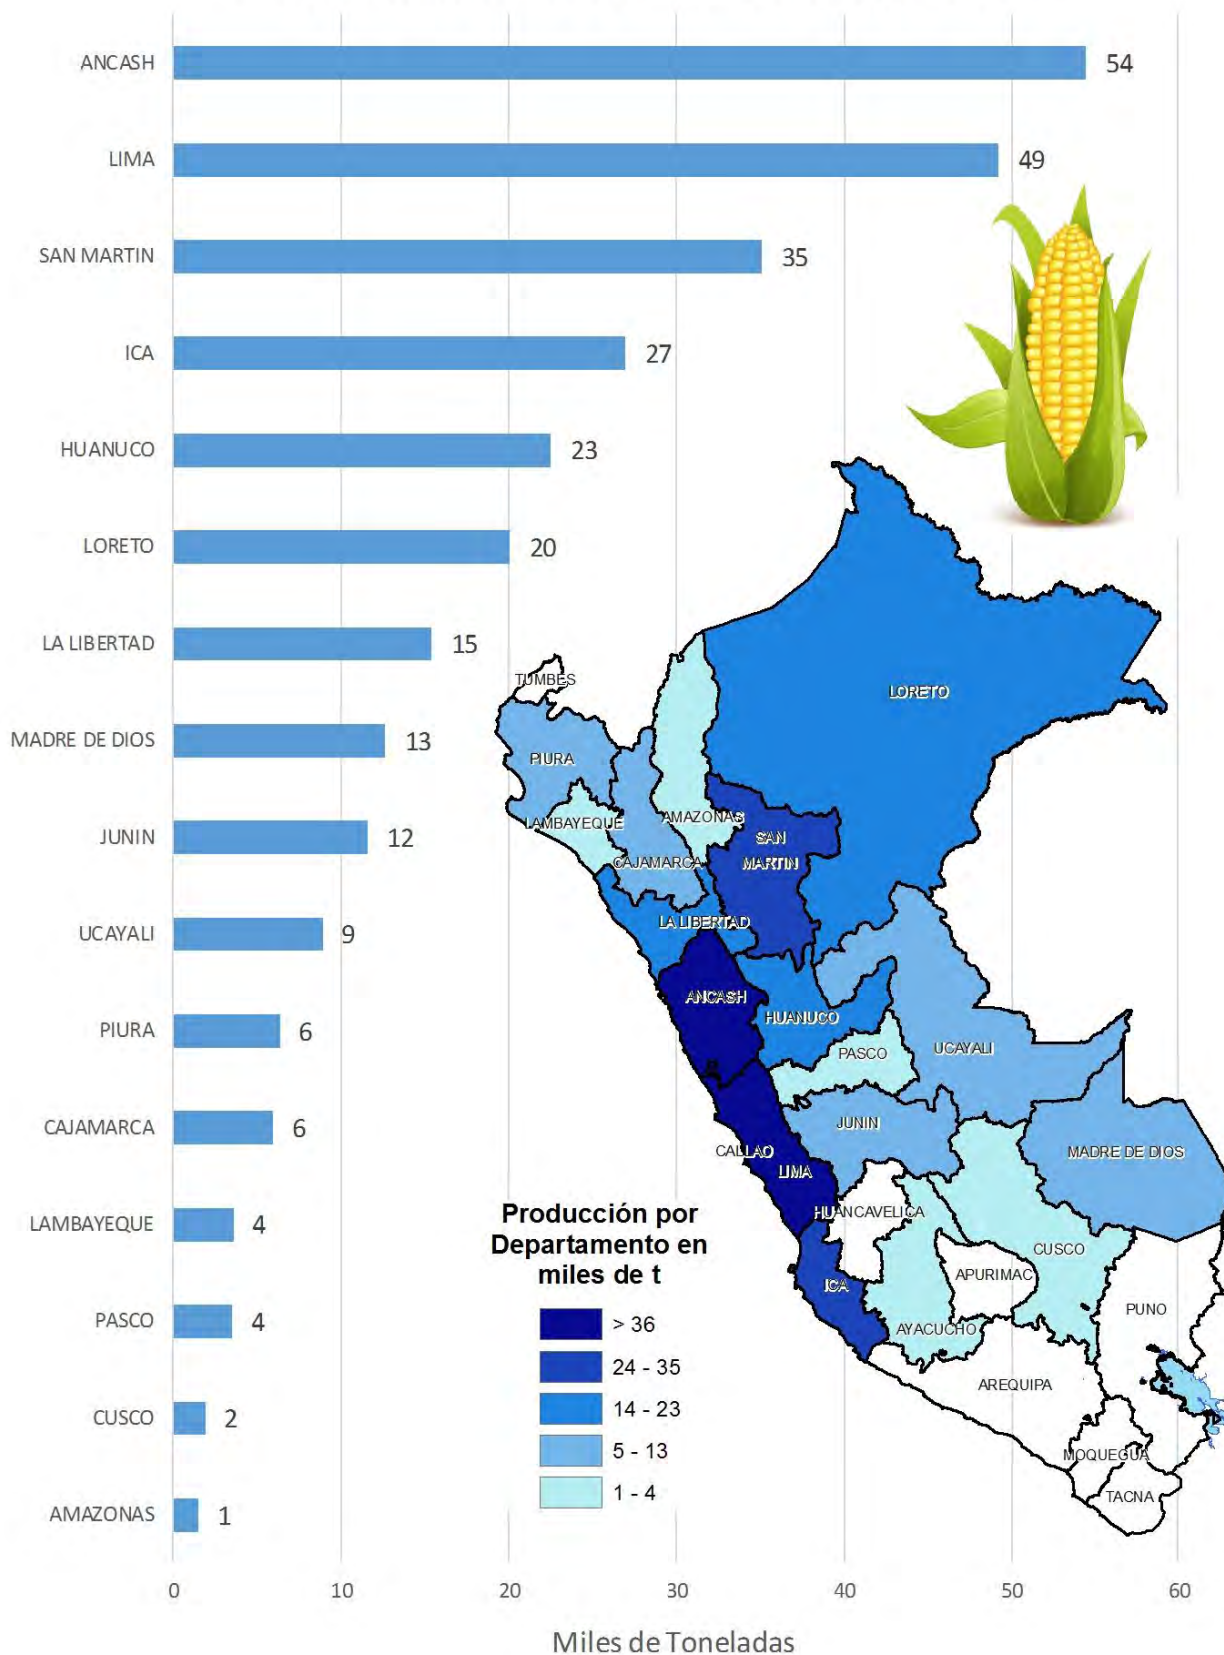 ANCASH 54
LIMA 49
SAN MARTIN 35
ICA 27
HUANUCO 23
LORETO 20
LA LIBERTAD 15
MADRE DE DIOS 13
JUNIN 12
UCAYALI 9
PIURA 6
CAJAMARCA 6
LAMBAYEQUE 4
PASCO 4
CUSCO 2
AMAZONAS 1
0 10 20 30 40 50 60
Miles de Toneladas
TUMBES
LORETO
PIURA
LAMBAYEQUE
AMAZONAS
CAJAMARCA
SAN
MARTIN
LA LIBERTAD
ANCASH
HUANUCO
PASCO
UCAYALI
JUNIN
CALLAO
LIMA
MADRE DE DIOS
HUANCAVELICA
CUSCO
APURIMAC
ICA
AYACUCHO
PUNO
AREQUIPA
MOQUEGUA
TACNA
Producción por
Departamento en
miles de t
> 36
24 - 35
14 - 23
5 - 13
1 - 4